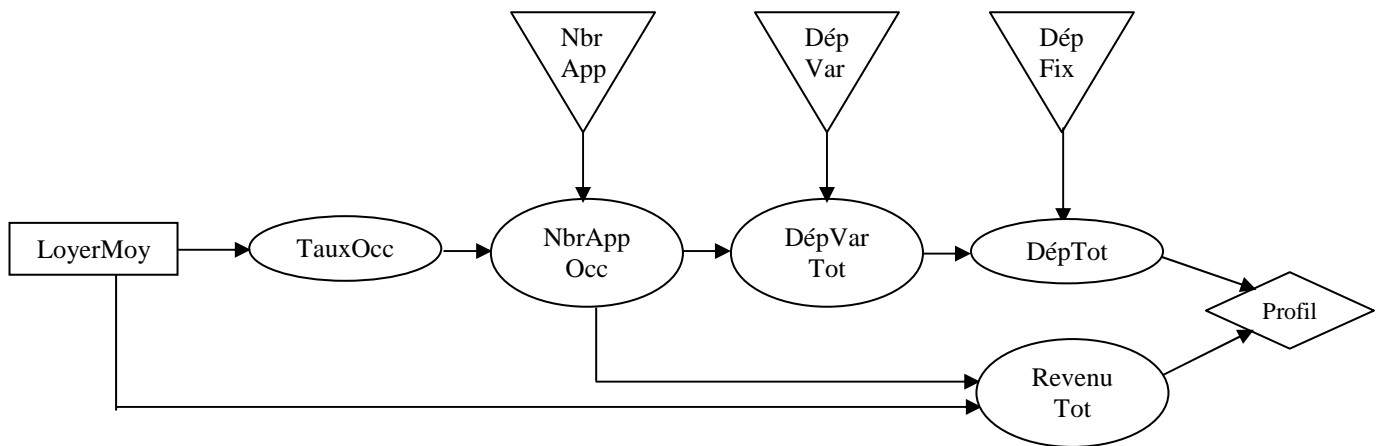 Nbr
App
Dép
Var
Dép
Fix
LoyerMoy
TauxOcc
NbrApp
Occ
DépVar
Tot
DépTot
Profil
Revenu
Tot